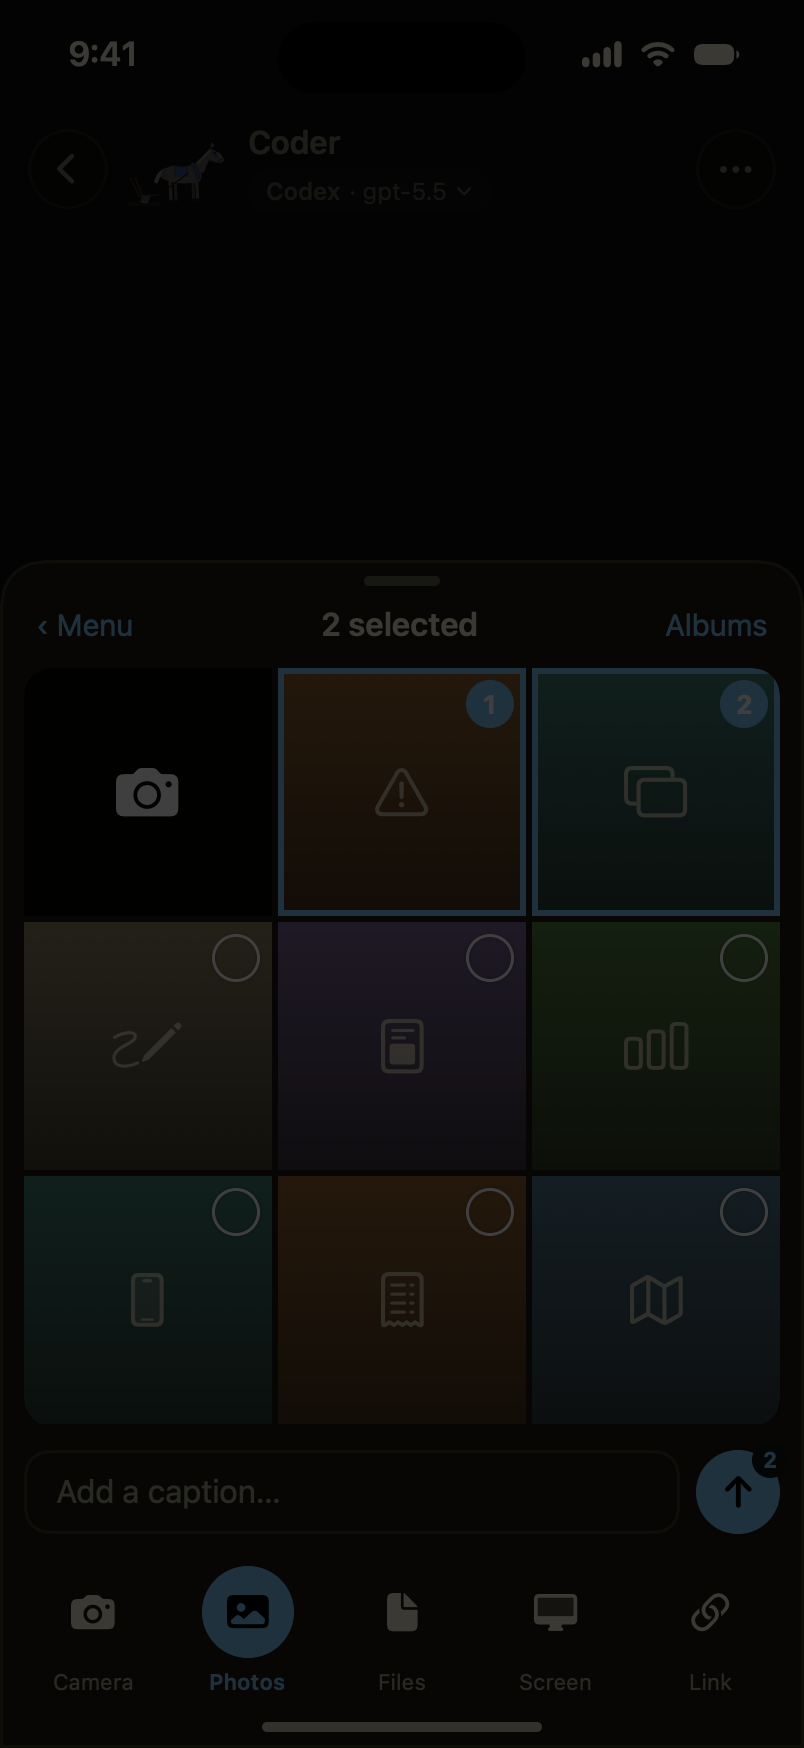 9:41
Coder
Codex · gpt-5.5
‹ Menu
2 selected
Albums
1
2
Add a caption...
2
Camera
Photos
Files
Screen
Link